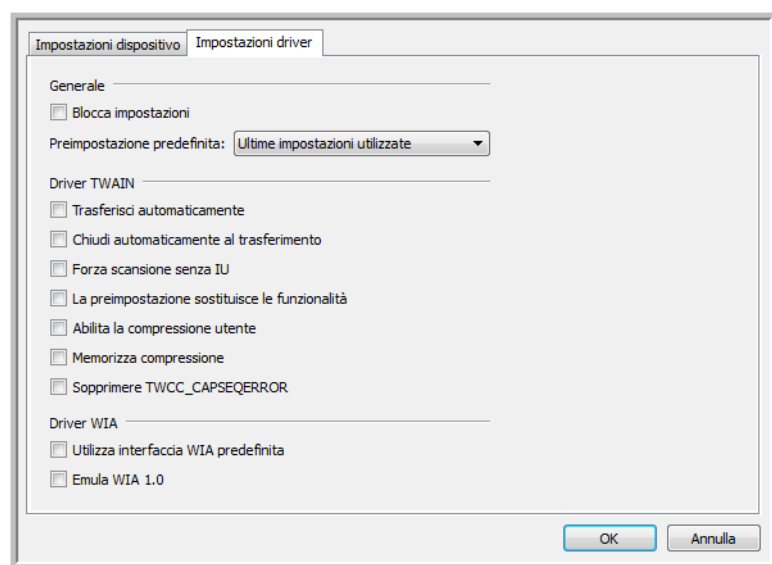 Impostazioni dispositivo Impostazioni driver
Generale
Blocca impostazioni
Preimpostazione predefinita: Ultime impostazioni utilizzate
Driver TWAIN
Trasferisci automaticamente
Chiudi automaticamente al trasferimento
Forza scansione senza IU
La preimpostazione sostituisce le funzionalità
Abilita la compressione utente
Memorizza compressione
Sopprimere TWCC_CAPSEQERROR
Driver WIA
Utilizza interfaccia WIA predefinita
Emula WIA 1.0
OK Annulla